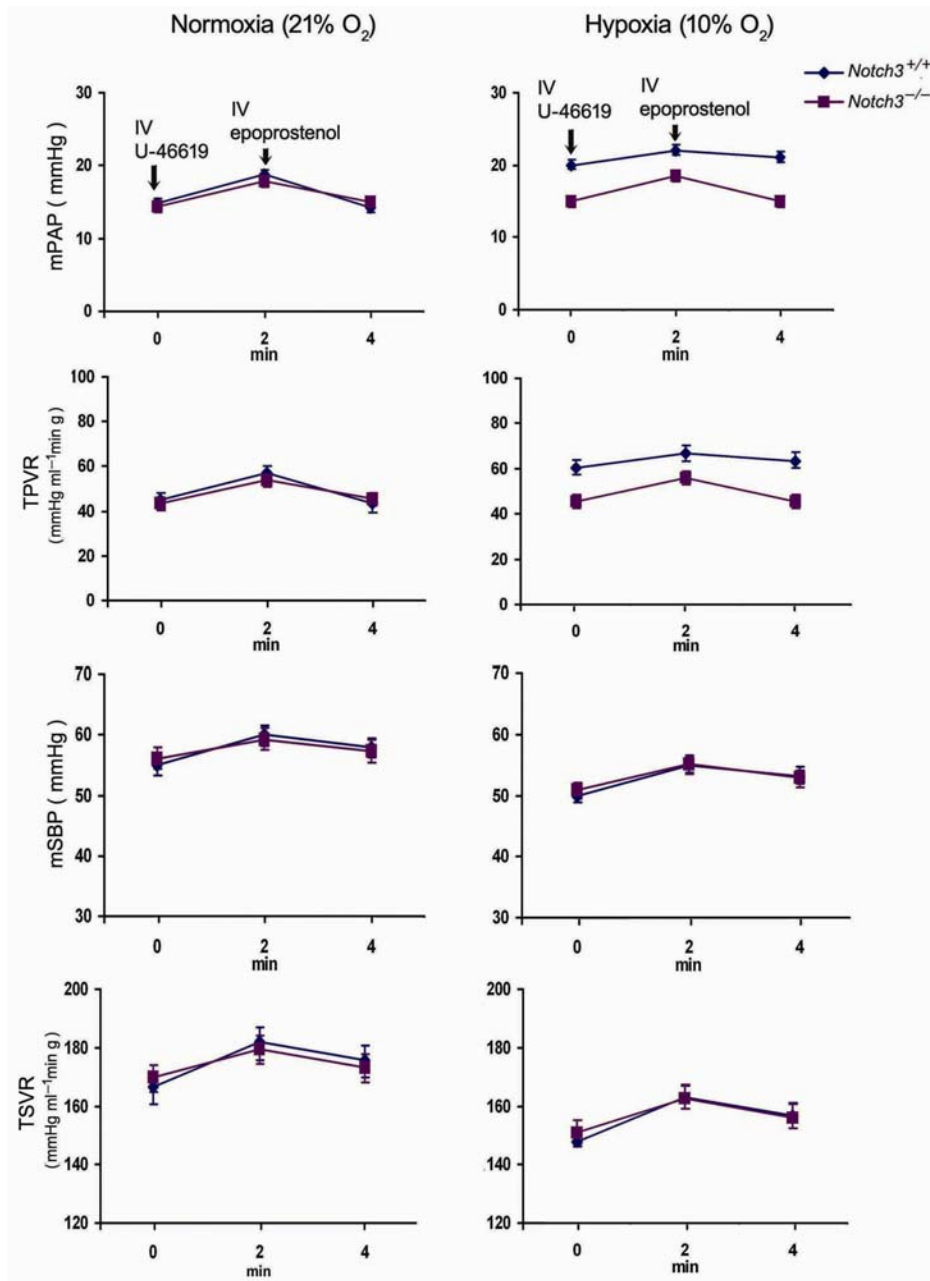 Normoxia (21% O₂)
Hypoxia (10% O₂)
Notch3⁺/⁺
Notch3⁻/⁻
mPAP ( mmHg)
30
20
10
0
IV
U-46619
IV
epoprostenol
0 2 4
min
30
20
10
0
IV
U-46619
IV
epoprostenol
0 2 4
min
TPVR
(mmHg ml⁻¹min g)
100
80
60
40
20
0
0 2 4
min
100
80
60
40
20
0
0 2 4
min
mSBP ( mmHg )
70
60
50
40
30
0 2 4
min
70
60
50
40
30
0 2 4
min
TSVR
(mmHg ml⁻¹min g)
200
180
160
140
120
0 2 4
min
200
180
160
140
120
0 2 4
min